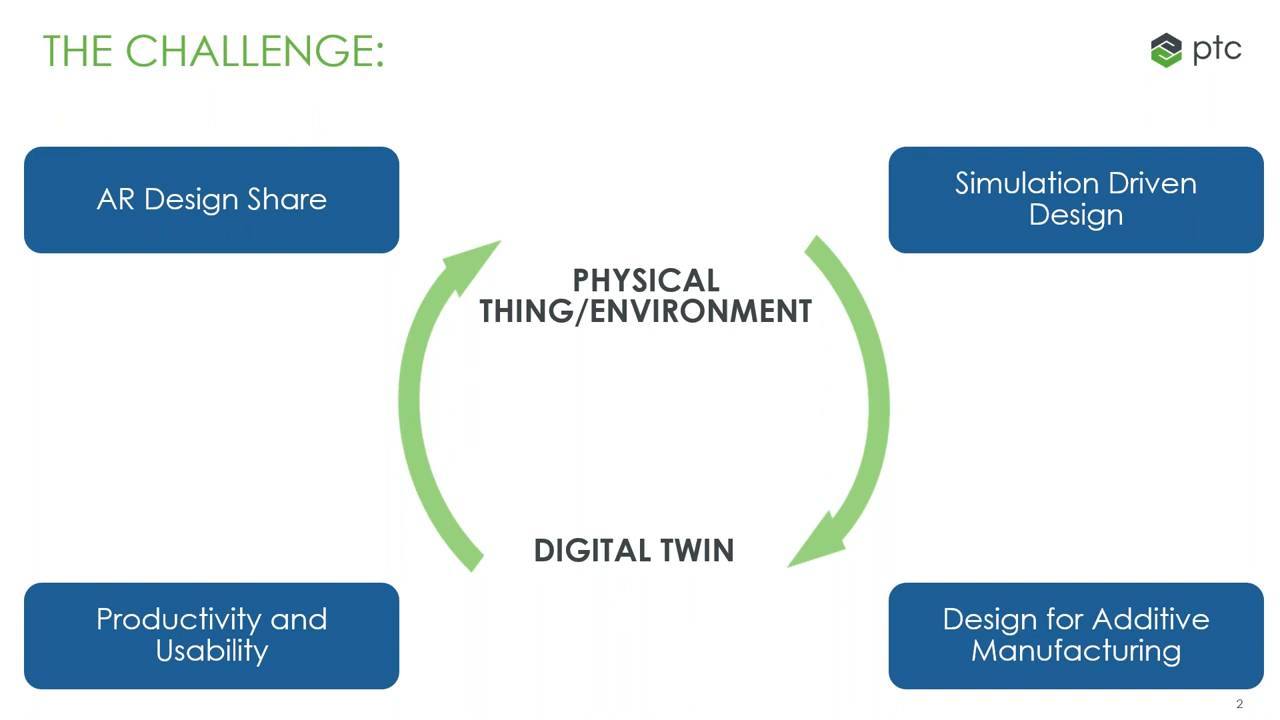 THE CHALLENGE:
ptc
AR Design Share
Simulation Driven
Design
PHYSICAL
THING/ENVIRONMENT
DIGITAL TWIN
Productivity and
Usability
Design for Additive
Manufacturing
2